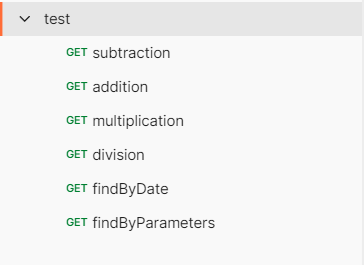 test
GET subtraction
GET addition
GET multiplication
GET division
GET findByDate
GET findByParameters